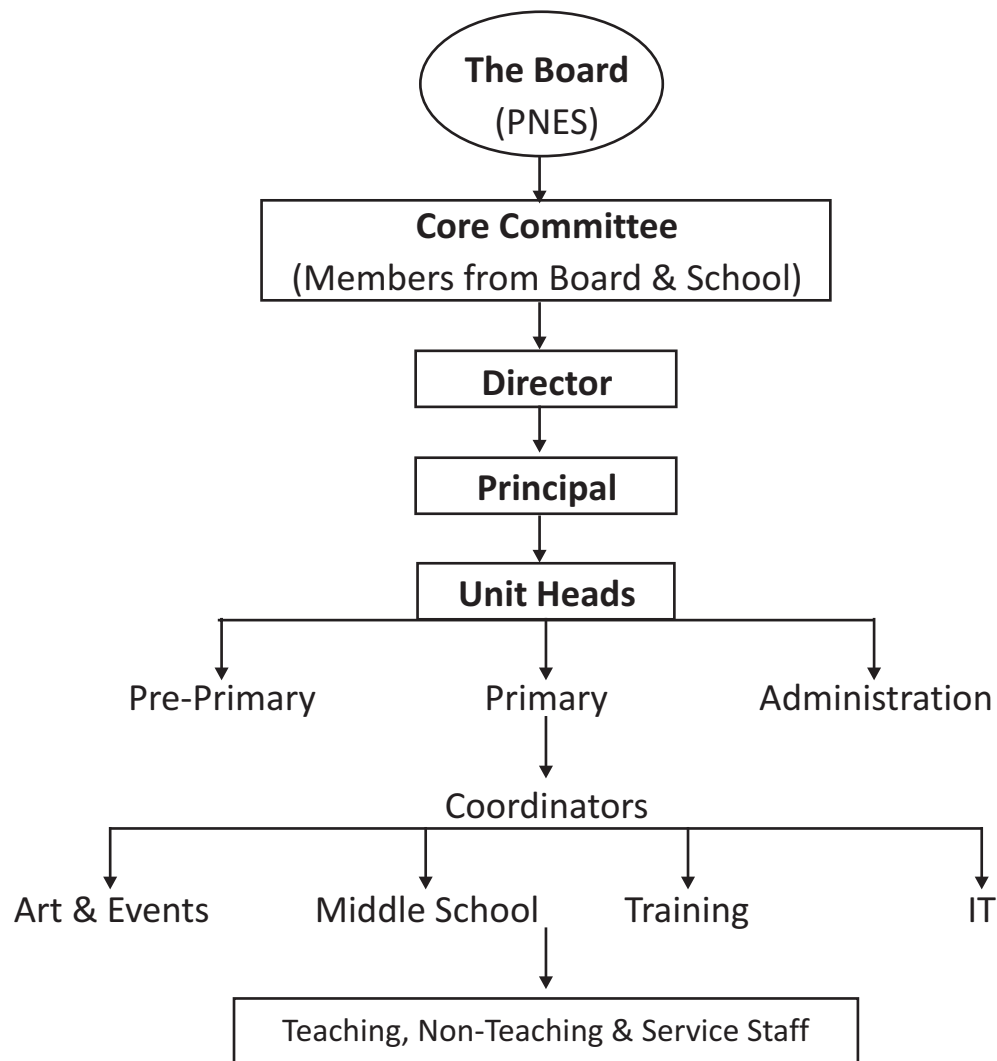 The Board
(PNES)
Core Committee
(Members from Board & School)
Director
Principal
Unit Heads
Pre-Primary
Primary
Administration
Coordinators
Art & Events
Middle School
Training
IT
Teaching, Non-Teaching & Service Staff